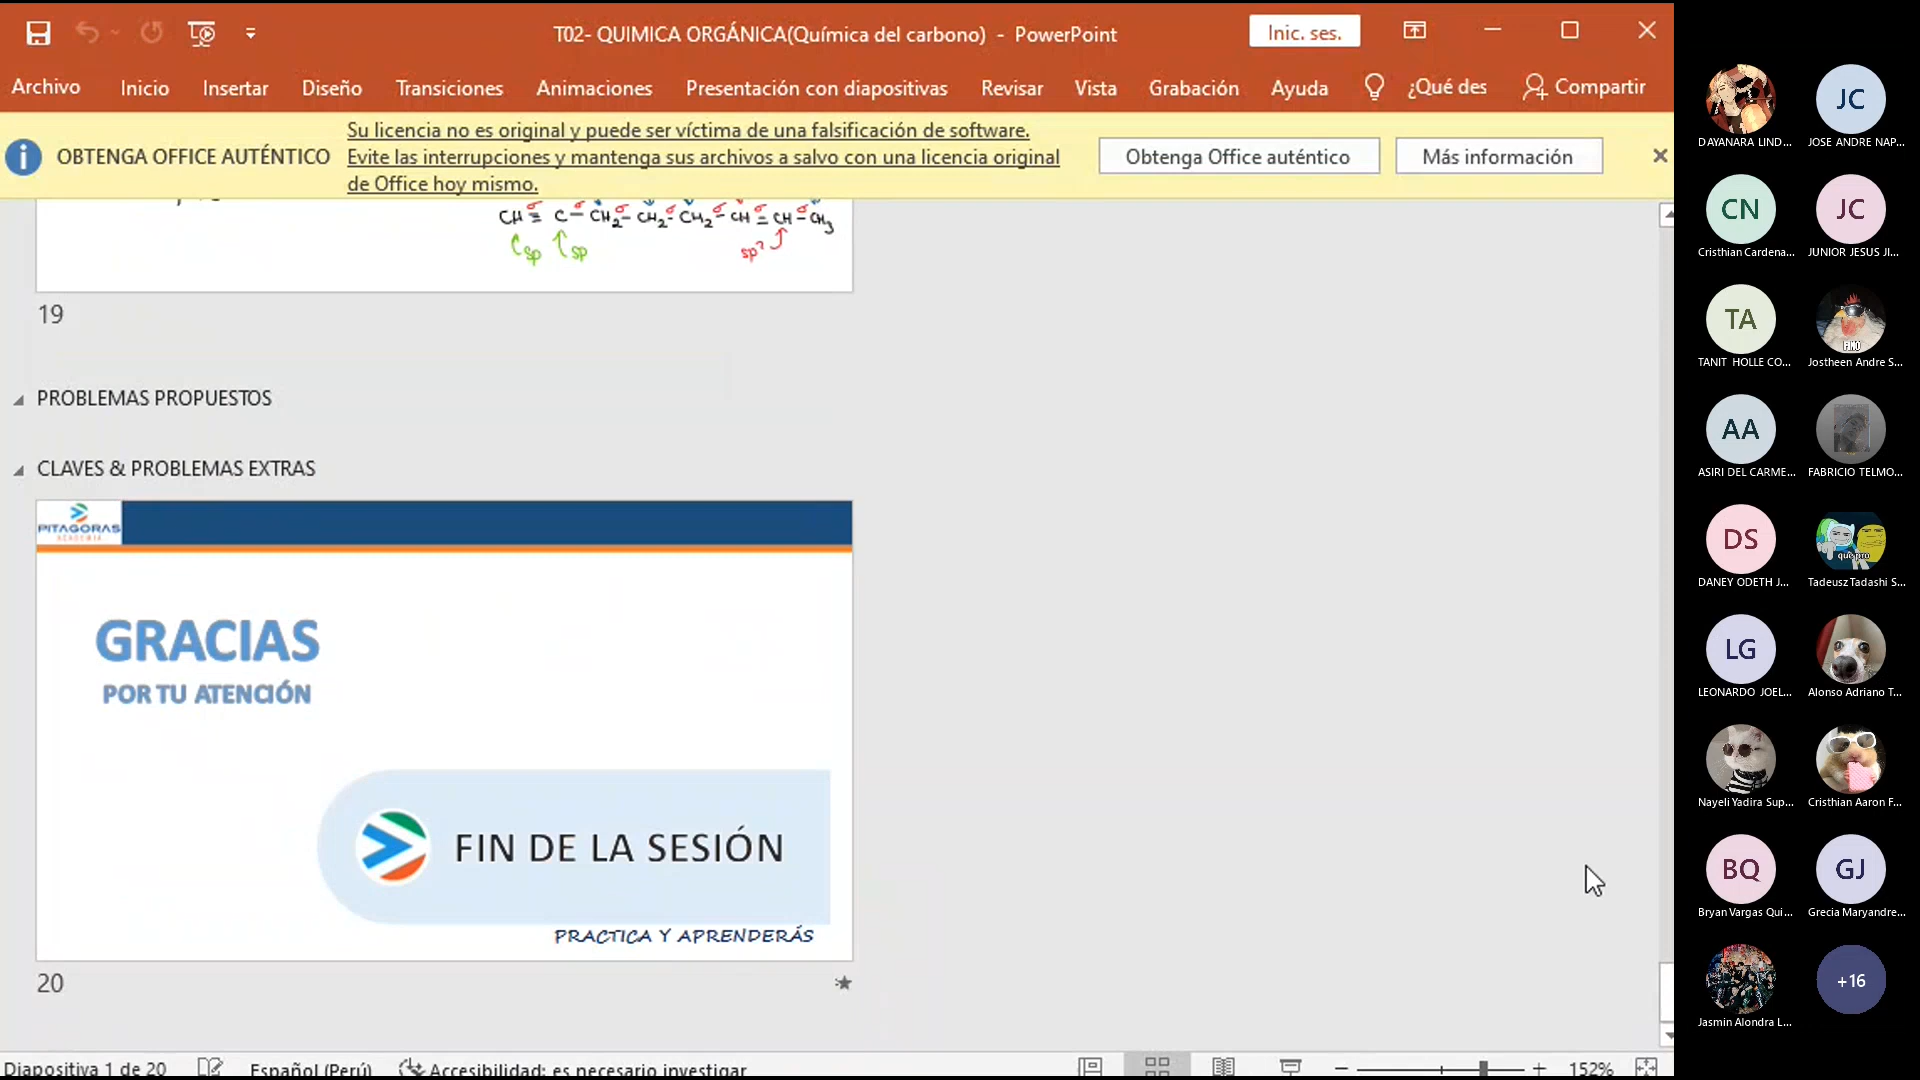 T02- QUIMICA ORGÁNICA(Química del carbono) - PowerPoint
Inic. ses.
Archivo Inicio Insertar Diseño Transiciones Animaciones Presentación con diapositivas Revisar Vista Grabación Ayuda ¿Qué des Compartir
OBTENGA OFFICE AUTÉNTICO
Su licencia no es original y puede ser víctima de una falsificación de software.
Evite las interrupciones y mantenga sus archivos a salvo con una licencia original
de Office hoy mismo.
Obtenga Office auténtico
Más información
sp sp sp²
19
PROBLEMAS PROPUESTOS
CLAVES & PROBLEMAS EXTRAS
PITAGORAS
ACADEMIA
GRACIAS
POR TU ATENCIÓN
FIN DE LA SESIÓN
PRACTICA Y APRENDERÁS
20
Diapositiva 1 de 20 Español (Perú) Accesibilidad: es necesario investigar 152%
JC
DAYANARA LIND... JOSE ANDRE NAP...
CN JC
Cristhian Cardena... JUNIOR JESUS JI...
TA FINO
TANIT HOLLE CO... Jostheen Andre S...
AA
ASIRI DEL CARME... FABRICIO TELMO...
DS que pro
DANEY ODETH J... Tadeusz Tadashi S...
LG
LEONARDO JOEL... Alonso Adriano T...
Nayeli Yadira Sup... Cristhian Aaron F...
BQ GJ
Bryan Vargas Qui... Grecia Maryandre...
+16
Jasmin Alondra L...